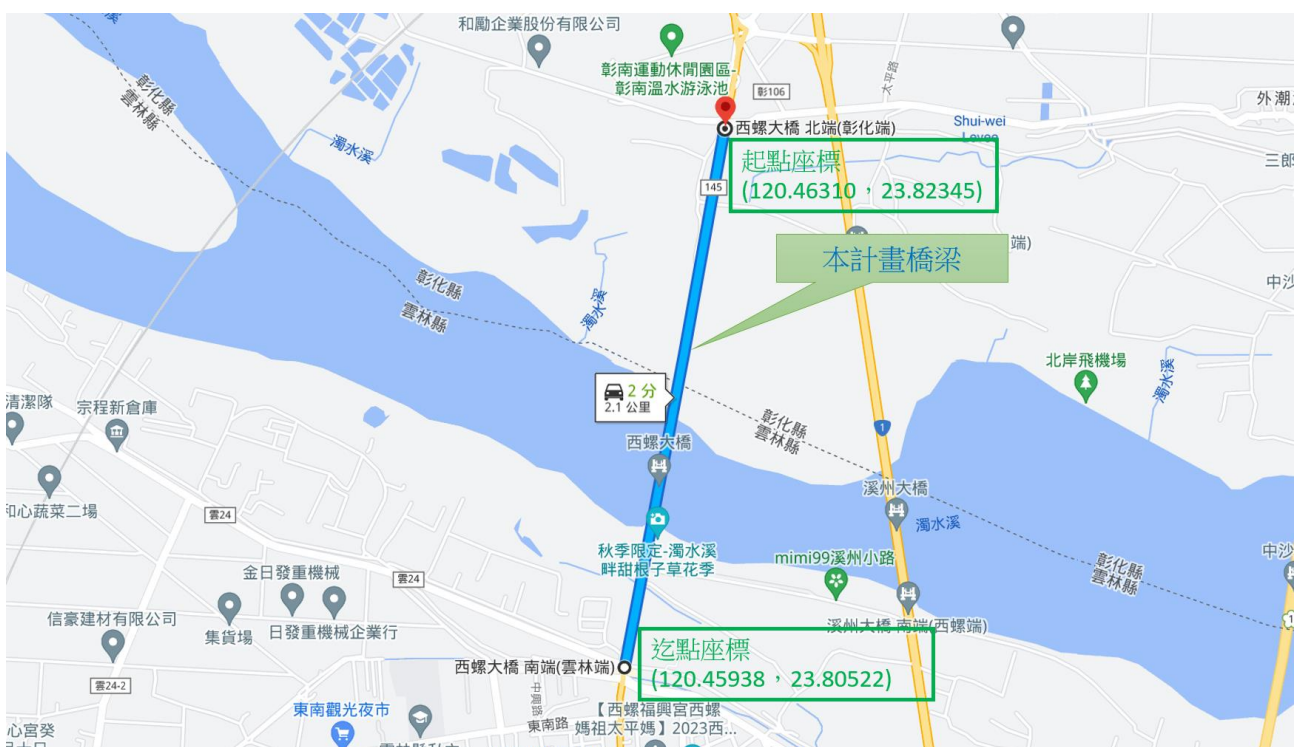 和勵企業股份有限公司
彰南運動休閒園區-
彰南溫水游泳池
彰106
太平路
外潮
彰化縣
雲林縣
濁水溪
西螺大橋 北端(彰化端)
Shui-wei
Levee
三郎
起點座標
(120.46310，23.82345)
145
端)
本計畫橋梁
中沙
彰化縣
雲林縣
濁水溪
北岸飛機場
濁水溪
2 分
2.1 公里
清潔隊
宗程新倉庫
彰化縣
雲林縣
1
西螺大橋
溪州大橋
和心蔬菜二場
雲24
濁水溪
秋季限定-濁水溪
畔甜根子草花季
mimi99溪州小路
中沙
彰化縣
雲林縣
金日發重機械
雲24
信豪建材有限公司
集貨場
日發重機械企業行
溪州大橋 南端(西螺端)
1
迄點座標
(120.45938，23.80522)
西螺大橋 南端(雲林端)
雲24-2
中興路
東南觀光夜市
東南路
【西螺福興宮西螺
媽祖太平媽】2023西...
心宮癸